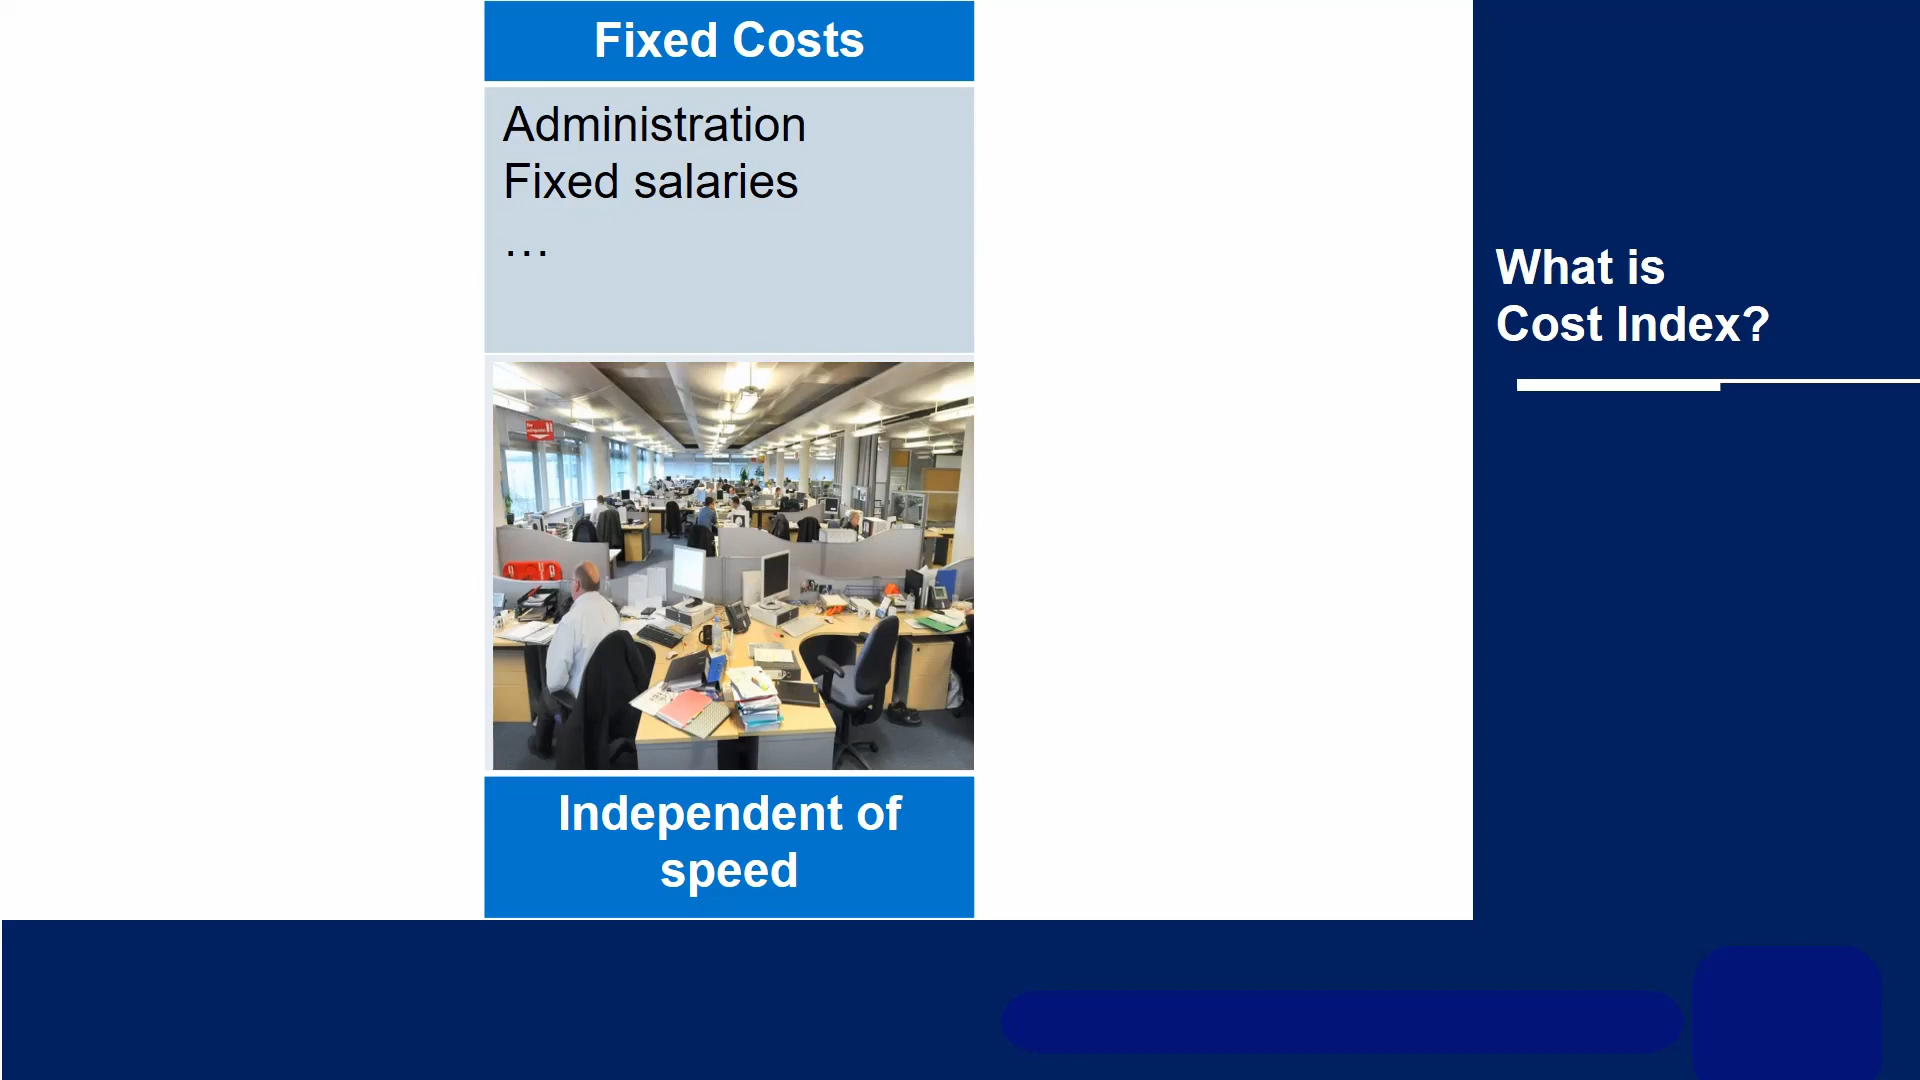 Fixed Costs
Administration
Fixed salaries
…
Independent of
speed
What is
Cost Index?